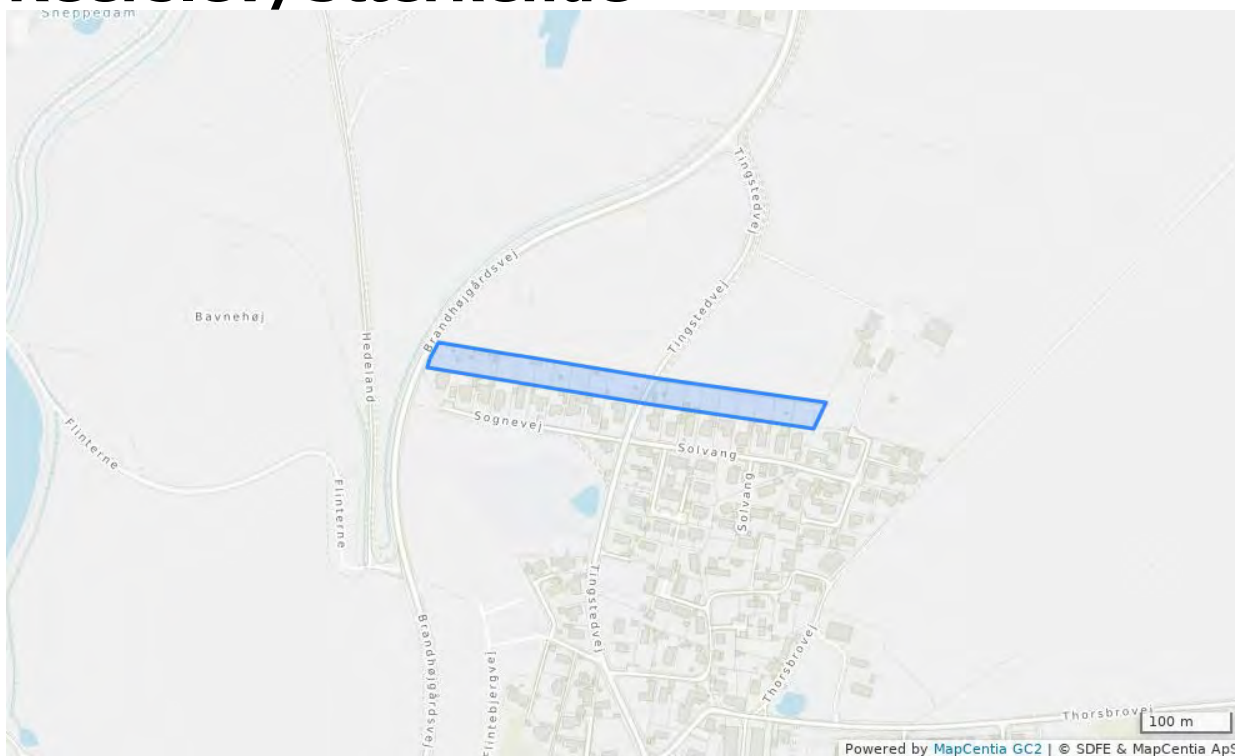 Sneppedam
Tingstedvej
Brandhøjgårdsvej
Tingstedvej
Bavnehøj
Hedeland
Flinterne
Sognevej
Solvang
Solvang
Flinterne
Tingstedvej
Brandhøjgårdsvej
Flintebjergvej
Thorsbrovej
Thorsbrovej
100 m
Powered by MapCentia GC2 | © SDFE & MapCentia ApS